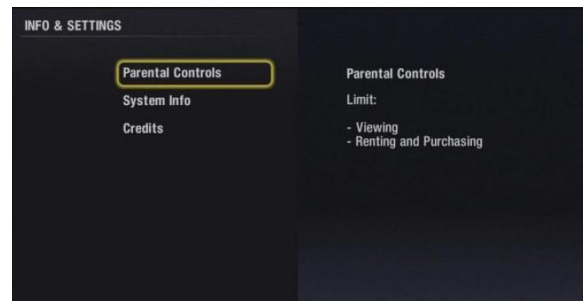 INFO & SETTINGS
Parental Controls
System Info
Credits
Parental Controls
Limit:
- Viewing
- Renting and Purchasing